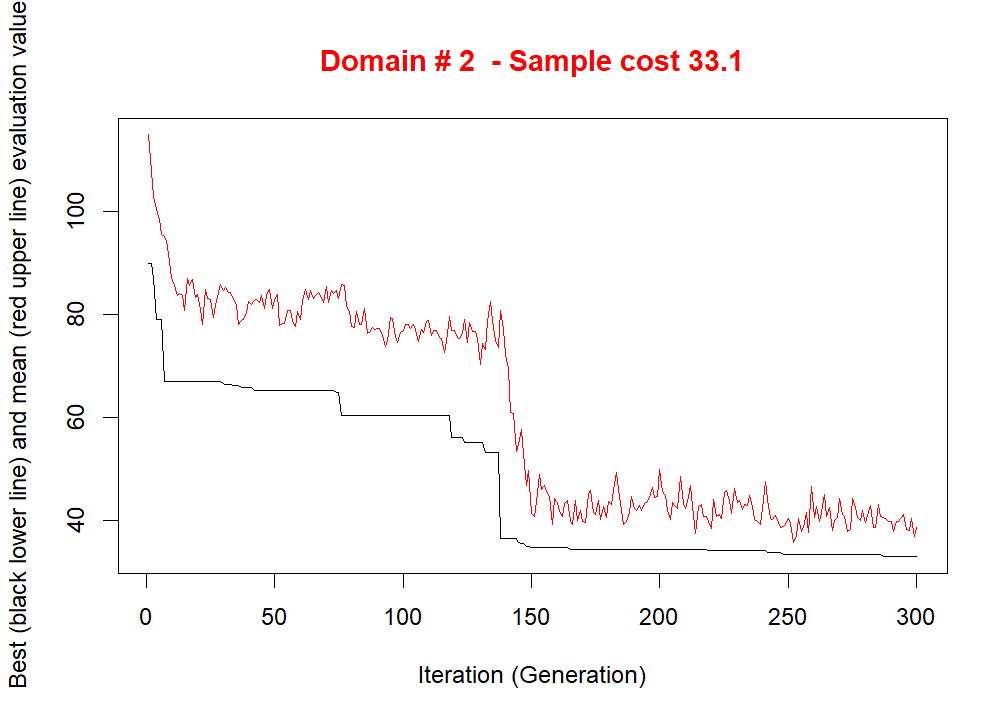 Domain # 2  - Sample cost 33.1
Best (black lower line) and mean (red upper line) evaluation value
100
80
60
40
0 50 100 150 200 250 300
Iteration (Generation)